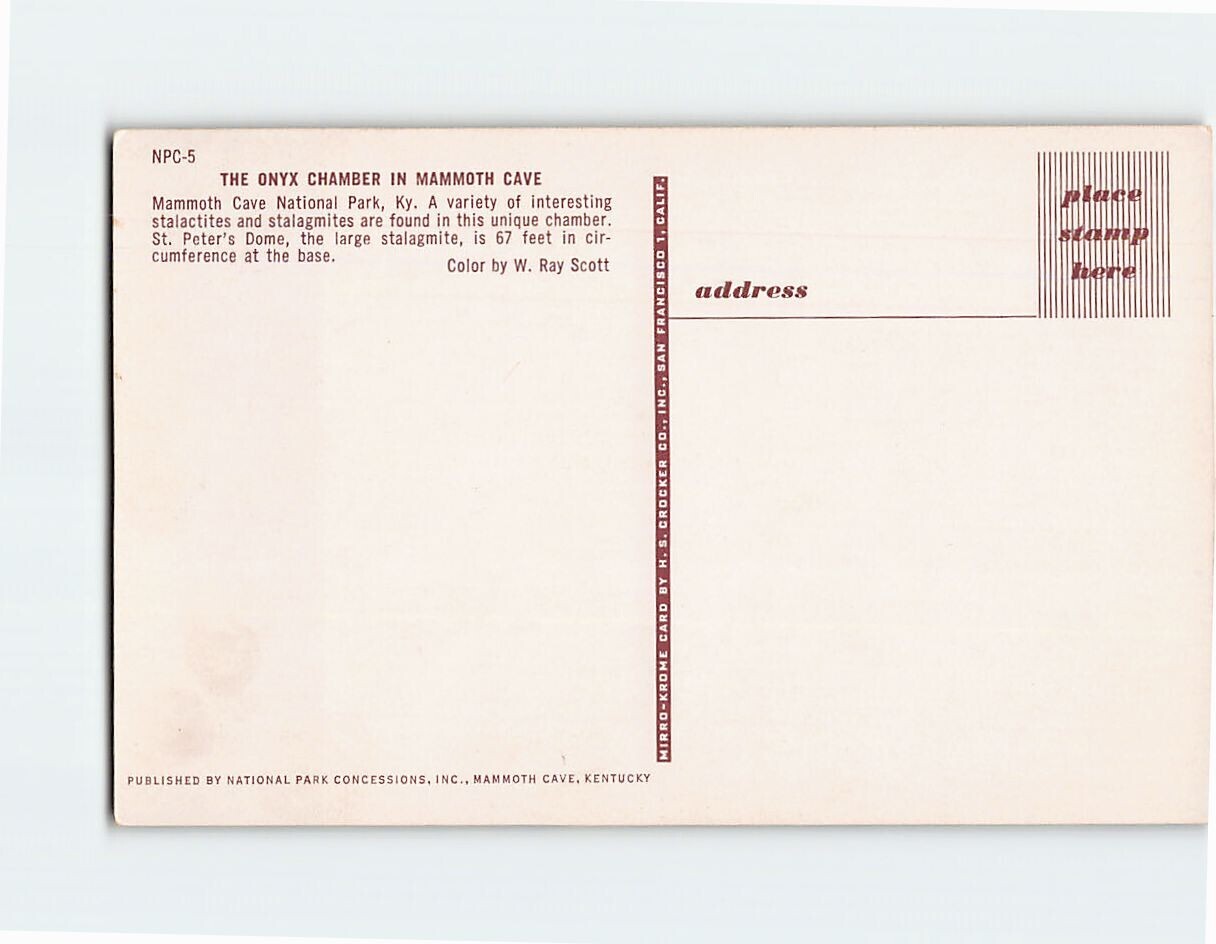 NPC-5
THE ONYX CHAMBER IN MAMMOTH CAVE
Mammoth Cave National Park, Ky. A variety of interesting
stalactites and stalagmites are found in this unique chamber.
St. Peter's Dome, the large stalagmite, is 67 feet in cir-
cumference at the base.
Color by W. Ray Scott
PUBLISHED BY NATIONAL PARK CONCESSIONS, INC., MAMMOTH CAVE, KENTUCKY
MIRRO-KROME CARD BY H. S. CROCKER CO., INC., SAN FRANCISCO 1, CALIF.
address
place
stamp
here